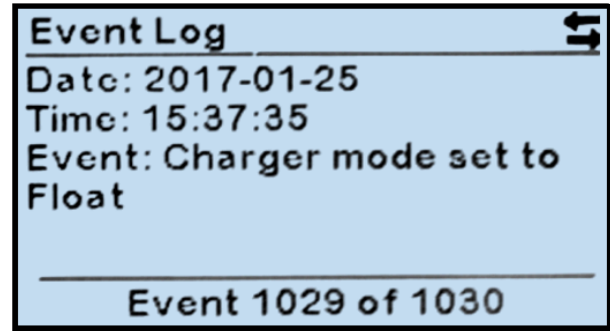 Event Log
Date: 2017-01-25
Time: 15:37:35
Event: Charger mode set to
Float
Event 1029 of 1030